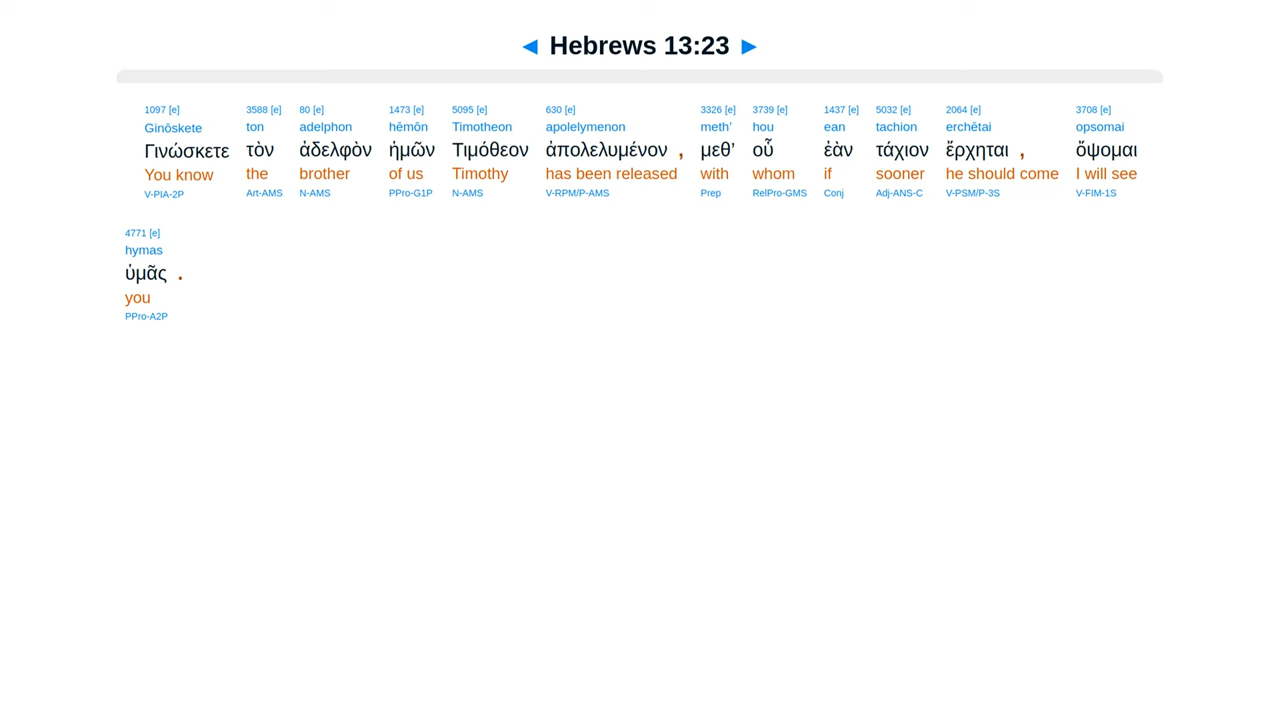 ◄ Hebrews 13:23 ►
1097 [e] 3588 [e] 80 [e] 1473 [e] 5095 [e] 630 [e] 3326 [e] 3739 [e] 1437 [e] 5032 [e] 2064 [e] 3708 [e]
Ginōskete ton adelphon hēmōn Timotheon apolelymenon meth’ hou ean tachion erchētai opsomai
Γινώσκετε τὸν ἀδελφὸν ἡμῶν Τιμόθεον ἀπολελυμένον , μεθ’ οὗ ἐὰν τάχιον ἔρχηται , ὄψομαι
You know the brother of us Timothy has been released with whom if sooner he should come I will see
V-PIA-2P Art-AMS N-AMS PPro-G1P N-AMS V-RPM/P-AMS Prep RelPro-GMS Conj Adj-ANS-C V-PSM/P-3S V-FIM-1S
4771 [e]
hymas
ὑμᾶς .
you
PPro-A2P